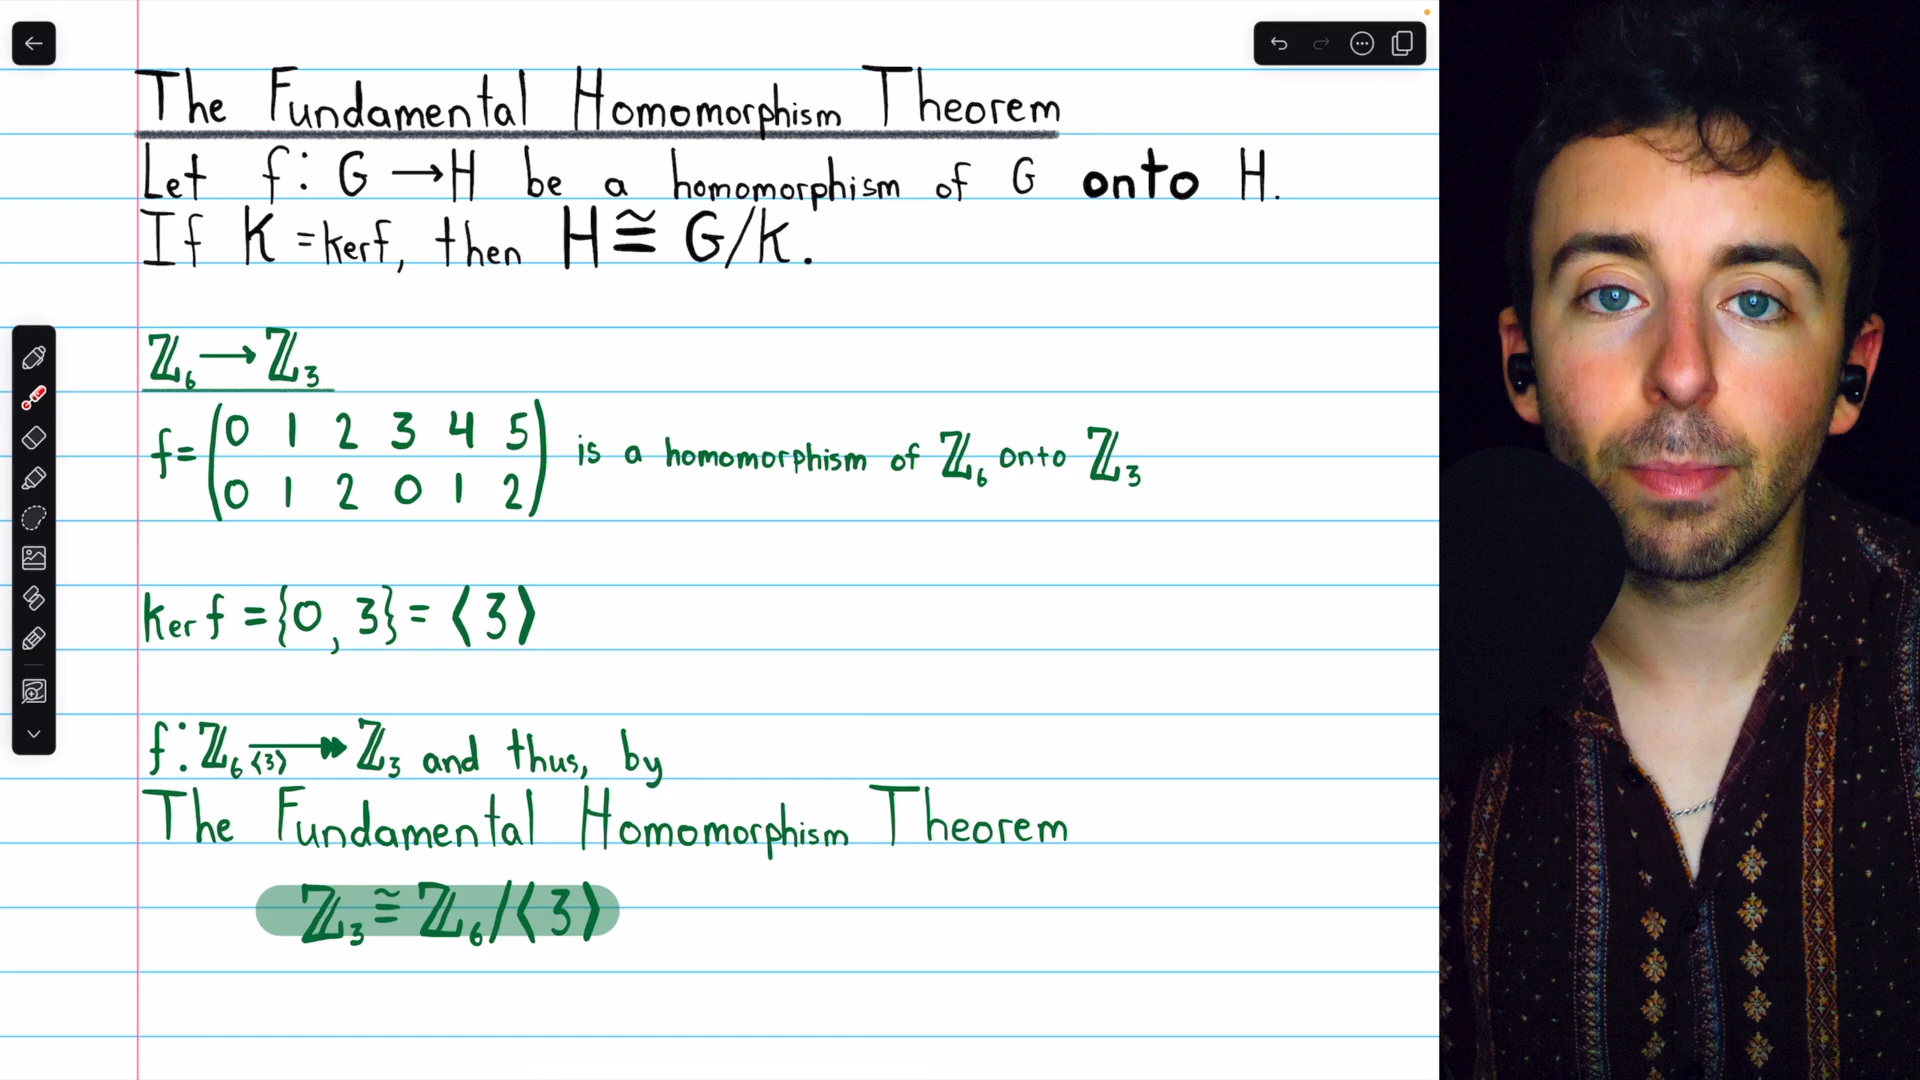 The Fundamental Homomorphism Theorem
Let f: G → H be a homomorphism of G onto H.
If K = kerf, then H ≅ G/K.
ℤ₆ → ℤ₃
f = (0 1 2 3 4 5
0 1 2 0 1 2) is a homomorphism of ℤ₆ onto ℤ₃
ker f = {0, 3} = ⟨3⟩
f: ℤ₆ ↠ ℤ₃ and thus, by
⟨3⟩
The Fundamental Homomorphism Theorem
ℤ₃ ≅ ℤ₆/⟨3⟩